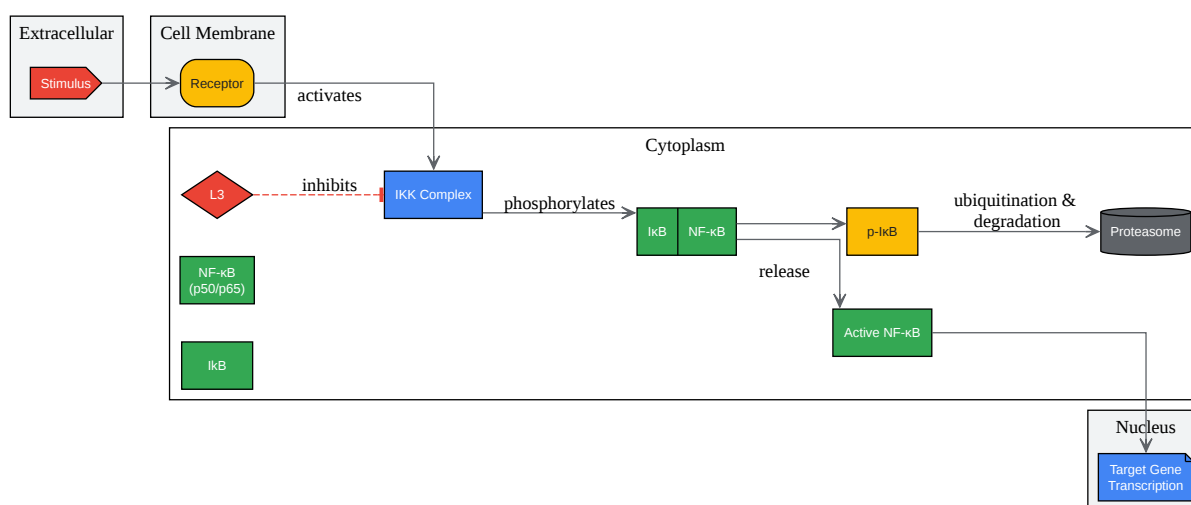 Extracellular
Cell Membrane
Stimulus
Receptor
activates
Cytoplasm
L3
inhibits
IKK Complex
phosphorylates
IκB
NF-κB
p-IκB
ubiquitination &
degradation
Proteasome
NF-κB
(p50/p65)
release
Active NF-κB
IkB
Nucleus
Target Gene
Transcription